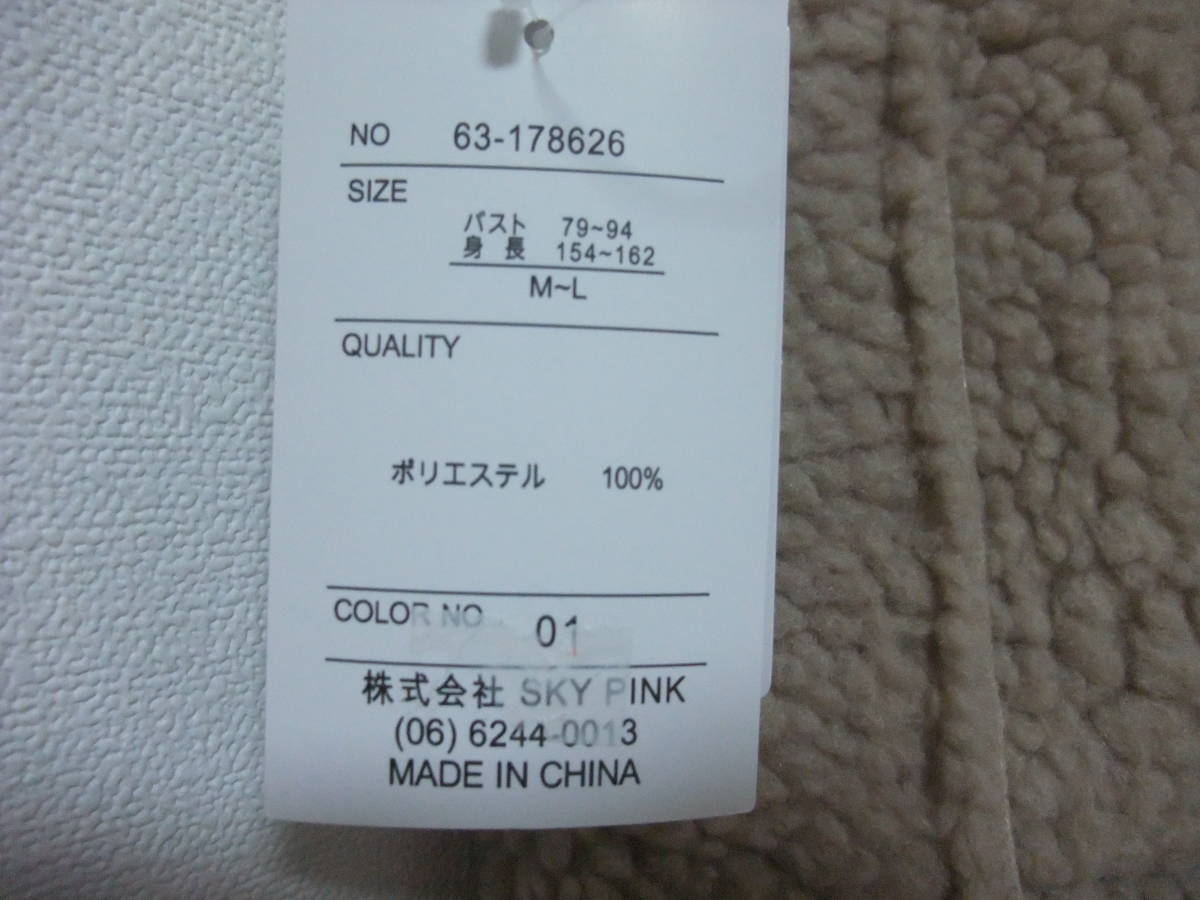 NO 63-178626
SIZE
バスト 79~94
身長 154~162
M~L
QUALITY
ポリエステル 100%
COLOR NO. 01
株式会社 SKY PINK
(06) 6244-0013
MADE IN CHINA